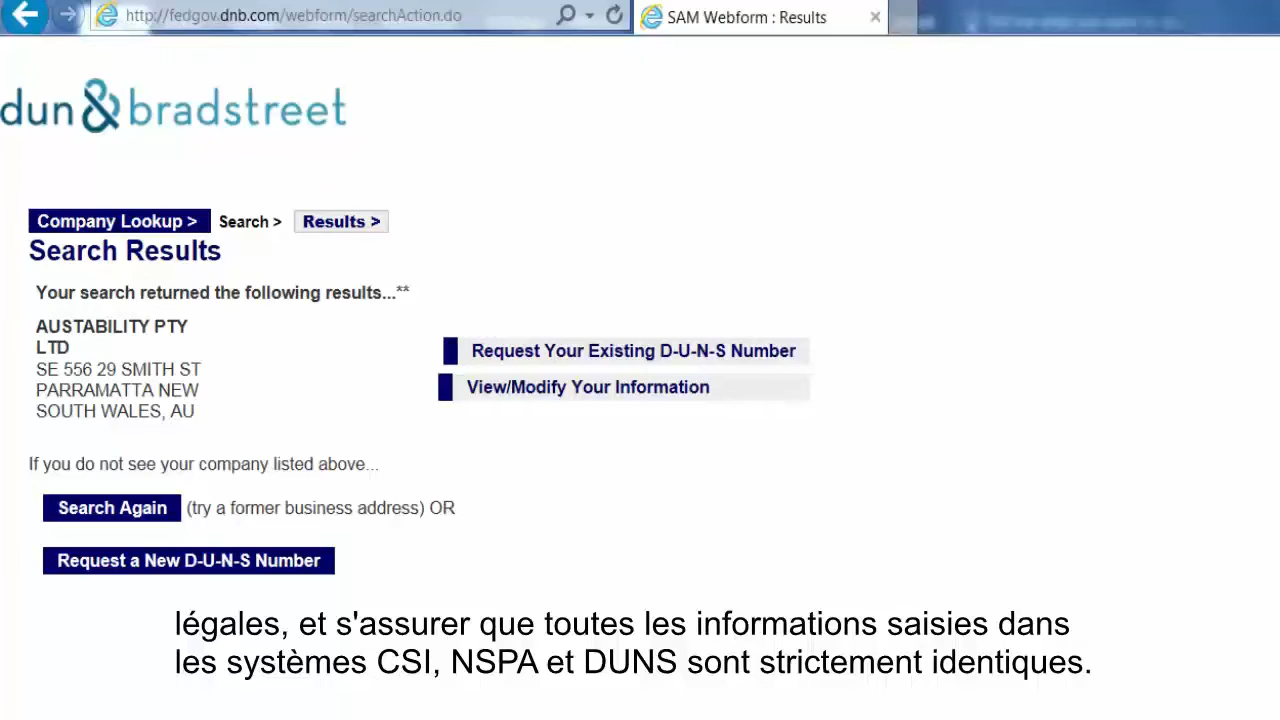 http://fedgov.dnb.com/webform/searchAction.do
SAM Webform : Results
dun&bradstreet
Company Lookup > Search > Results >
Search Results
Your search returned the following results...**
AUSTABILITY PTY
LTD
SE 556 29 SMITH ST
PARRAMATTA NEW
SOUTH WALES, AU
Request Your Existing D-U-N-S Number
View/Modify Your Information
If you do not see your company listed above...
Search Again (try a former business address) OR
Request a New D-U-N-S Number
légales, et s'assurer que toutes les informations saisies dans
les systèmes CSI, NSPA et DUNS sont strictement identiques.